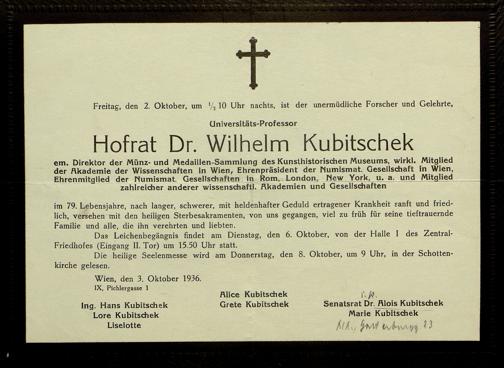 Freitag, den 2. Oktober, um 1/2 10 Uhr nachts, ist der unermüdliche Forscher und Gelehrte,
Universitäts-Professor
Hofrat Dr. Wilhelm Kubitschek
em. Direktor der Münz- und Medaillen-Sammlung des Kunsthistorischen Museums, wirkl. Mitglied
der Akademie der Wissenschaften in Wien, Ehrenpräsident der Numismat. Gesellschaft in Wien,
Ehrenmitglied der Numismat. Gesellschaften in Rom, London, New York, u. a. und Mitglied
zahlreicher anderer wissenschaftl. Akademien und Gesellschaften
im 79. Lebensjahre, nach langer, schwerer, mit heldenhafter Geduld ertragener Krankheit ranft und fried-
lich, versehen mit den heiligen Sterbesakramenten, von uns gegangen, viel zu früh für seine tieftrauernde
Familie und alle, die ihn verehrten und liebten.
Das Leichenbegängnis findet am Dienstag, den 6. Oktober, von der Halle I des Zentral-
Friedhofes (Eingang II. Tor) um 15.50 Uhr statt.
Die heilige Seelenmesse wird am Donnerstag, den 8. Oktober, um 9 Uhr, in der Schotten-
kirche gelesen.
Wien, den 3. Oktober 1936.
IX, Pichlergasse 1
Ing. Hans Kubitschek
Lore Kubitschek
Liselotte
Alice Kubitschek
Grete Kubitschek
Senatsrat Dr. Alois Kubitschek
Marie Kubitschek
23